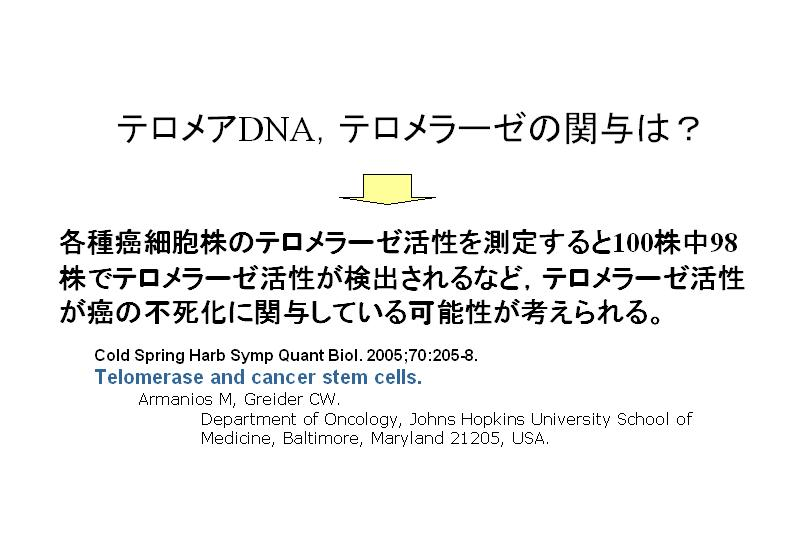 テロメアDNA，テロメラーゼの関与は？
各種癌細胞株のテロメラーゼ活性を測定すると100株中98
株でテロメラーゼ活性が検出されるなど，テロメラーゼ活性
が癌の不死化に関与している可能性が考えられる。
Cold Spring Harb Symp Quant Biol. 2005;70:205-8.
Telomerase and cancer stem cells.
Armanios M, Greider CW.
Department of Oncology, Johns Hopkins University School of
Medicine, Baltimore, Maryland 21205, USA.